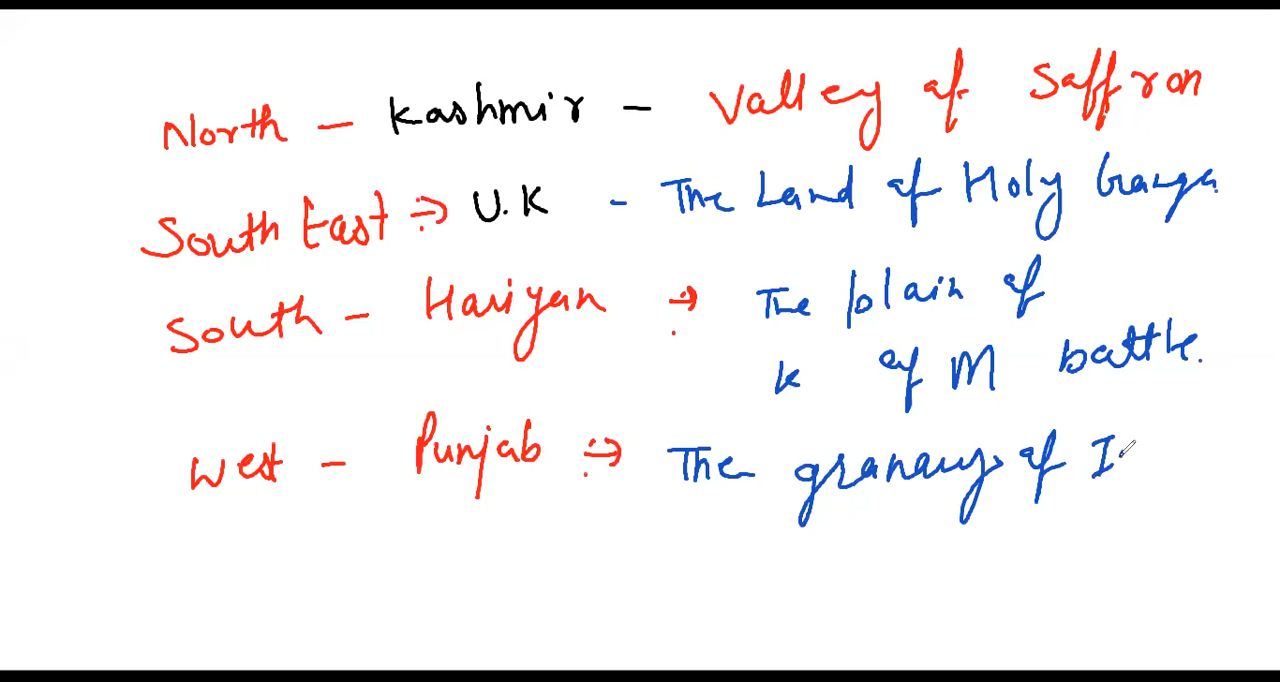 North - Kashmir - Valley of Saffron
South East ⇒ U.K - The Land of Holy Ganga.
South - Hariyan → The plain of
K of M battle.
West - Punjab ⇒ The granary of I